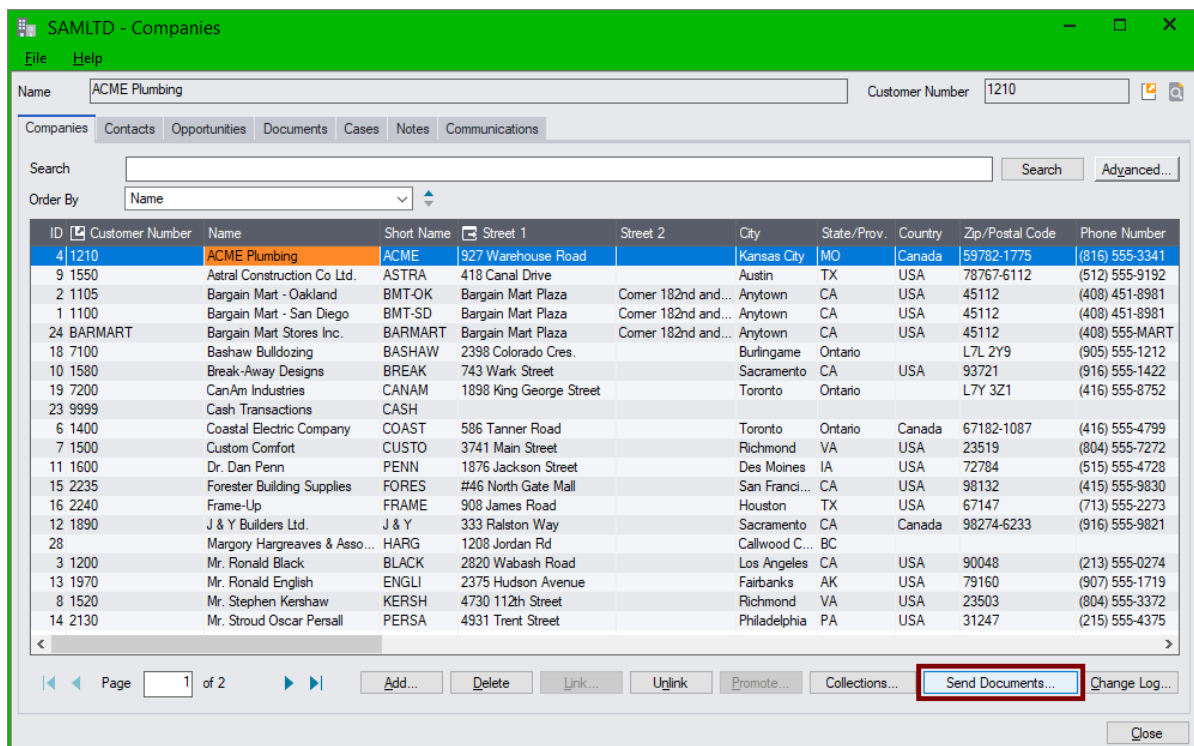 SAMLTD - Companies
File Help
Name ACME Plumbing Customer Number 1210
Companies Contacts Opportunities Documents Cases Notes Communications
Search Search Advanced...
Order By Name
ID Customer Number Name Short Name Street 1 Street 2 City State/Prov. Country Zip/Postal Code Phone Number
4 1210 ACME Plumbing ACME 927 Warehouse Road Kansas City MO Canada 59782-1775 (816) 555-3341
9 1550 Astral Construction Co Ltd. ASTRA 418 Canal Drive Austin TX USA 78767-6112 (512) 555-9192
2 1105 Bargain Mart - Oakland BMT-OK Bargain Mart Plaza Corner 182nd and... Anytown CA USA 45112 (408) 451-8981
1 1100 Bargain Mart - San Diego BMT-SD Bargain Mart Plaza Corner 182nd and... Anytown CA USA 45112 (408) 451-8981
24 BARMART Bargain Mart Stores Inc. BARMART Bargain Mart Plaza Corner 182nd and... Anytown CA USA 45112 (408) 555-MART
18 7100 Bashaw Bulldozing BASHAW 2398 Colorado Cres. Burlingame Ontario L7L 2Y9 (905) 555-1212
10 1580 Break-Away Designs BREAK 743 Wark Street Sacramento CA USA 93721 (916) 555-1422
19 7200 CanAm Industries CANAM 1898 King George Street Toronto Ontario L7Y 3Z1 (416) 555-8752
23 9999 Cash Transactions CASH
6 1400 Coastal Electric Company COAST 586 Tanner Road Toronto Ontario Canada 67182-1087 (416) 555-4799
7 1500 Custom Comfort CUSTO 3741 Main Street Richmond VA USA 23519 (804) 555-7272
11 1600 Dr. Dan Penn PENN 1876 Jackson Street Des Moines IA USA 72784 (515) 555-4728
15 2235 Forester Building Supplies FORES #46 North Gate Mall San Franci... CA USA 98132 (415) 555-9830
16 2240 Frame-Up FRAME 908 James Road Houston TX USA 67147 (713) 555-2273
12 1890 J & Y Builders Ltd. J & Y 333 Ralston Way Sacramento CA Canada 98274-6233 (916) 555-9821
28 Margory Hargreaves & Asso... HARG 1208 Jordan Rd Callwood C... BC
3 1200 Mr. Ronald Black BLACK 2820 Wabash Road Los Angeles CA USA 90048 (213) 555-0274
13 1970 Mr. Ronald English ENGLI 2375 Hudson Avenue Fairbanks AK USA 79160 (907) 555-1719
8 1520 Mr. Stephen Kershaw KERSH 4730 112th Street Richmond VA USA 23503 (804) 555-3372
14 2130 Mr. Stroud Oscar Persall PERSA 4931 Trent Street Philadelphia PA USA 31247 (215) 555-4375
Page 1 of 2 Add... Delete Link... Unlink Promote... Collections... Send Documents... Change Log...
Close